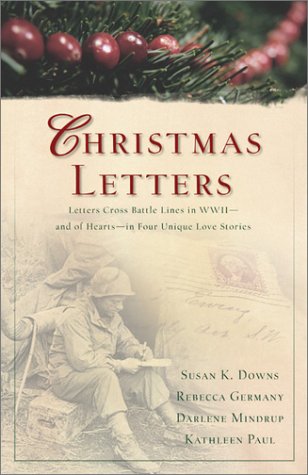 CHRISTMAS
LETTERS
Letters Cross Battle Lines in WWII—
and of Hearts—in Four Unique Love Stories
SUSAN K. DOWNS
REBECCA GERMANY
DARLENE MINDRUP
KATHLEEN PAUL